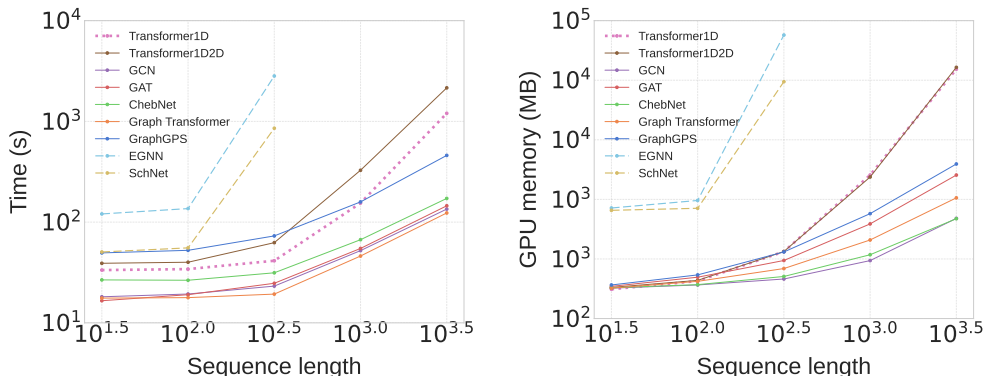 10^4
10^3
10^2
10^1
Time (s)
Transformer1D
Transformer1D2D
GCN
GAT
ChebNet
Graph Transformer
GraphGPS
EGNN
SchNet
10^1.5 10^2.0 10^2.5 10^3.0 10^3.5
Sequence length
10^5
10^4
10^4
10^3
10^3
10^2
GPU memory (MB)
Transformer1D
Transformer1D2D
GCN
GAT
ChebNet
Graph Transformer
GraphGPS
EGNN
SchNet
10^1.5 10^2.0 10^2.5 10^3.0 10^3.5
Sequence length